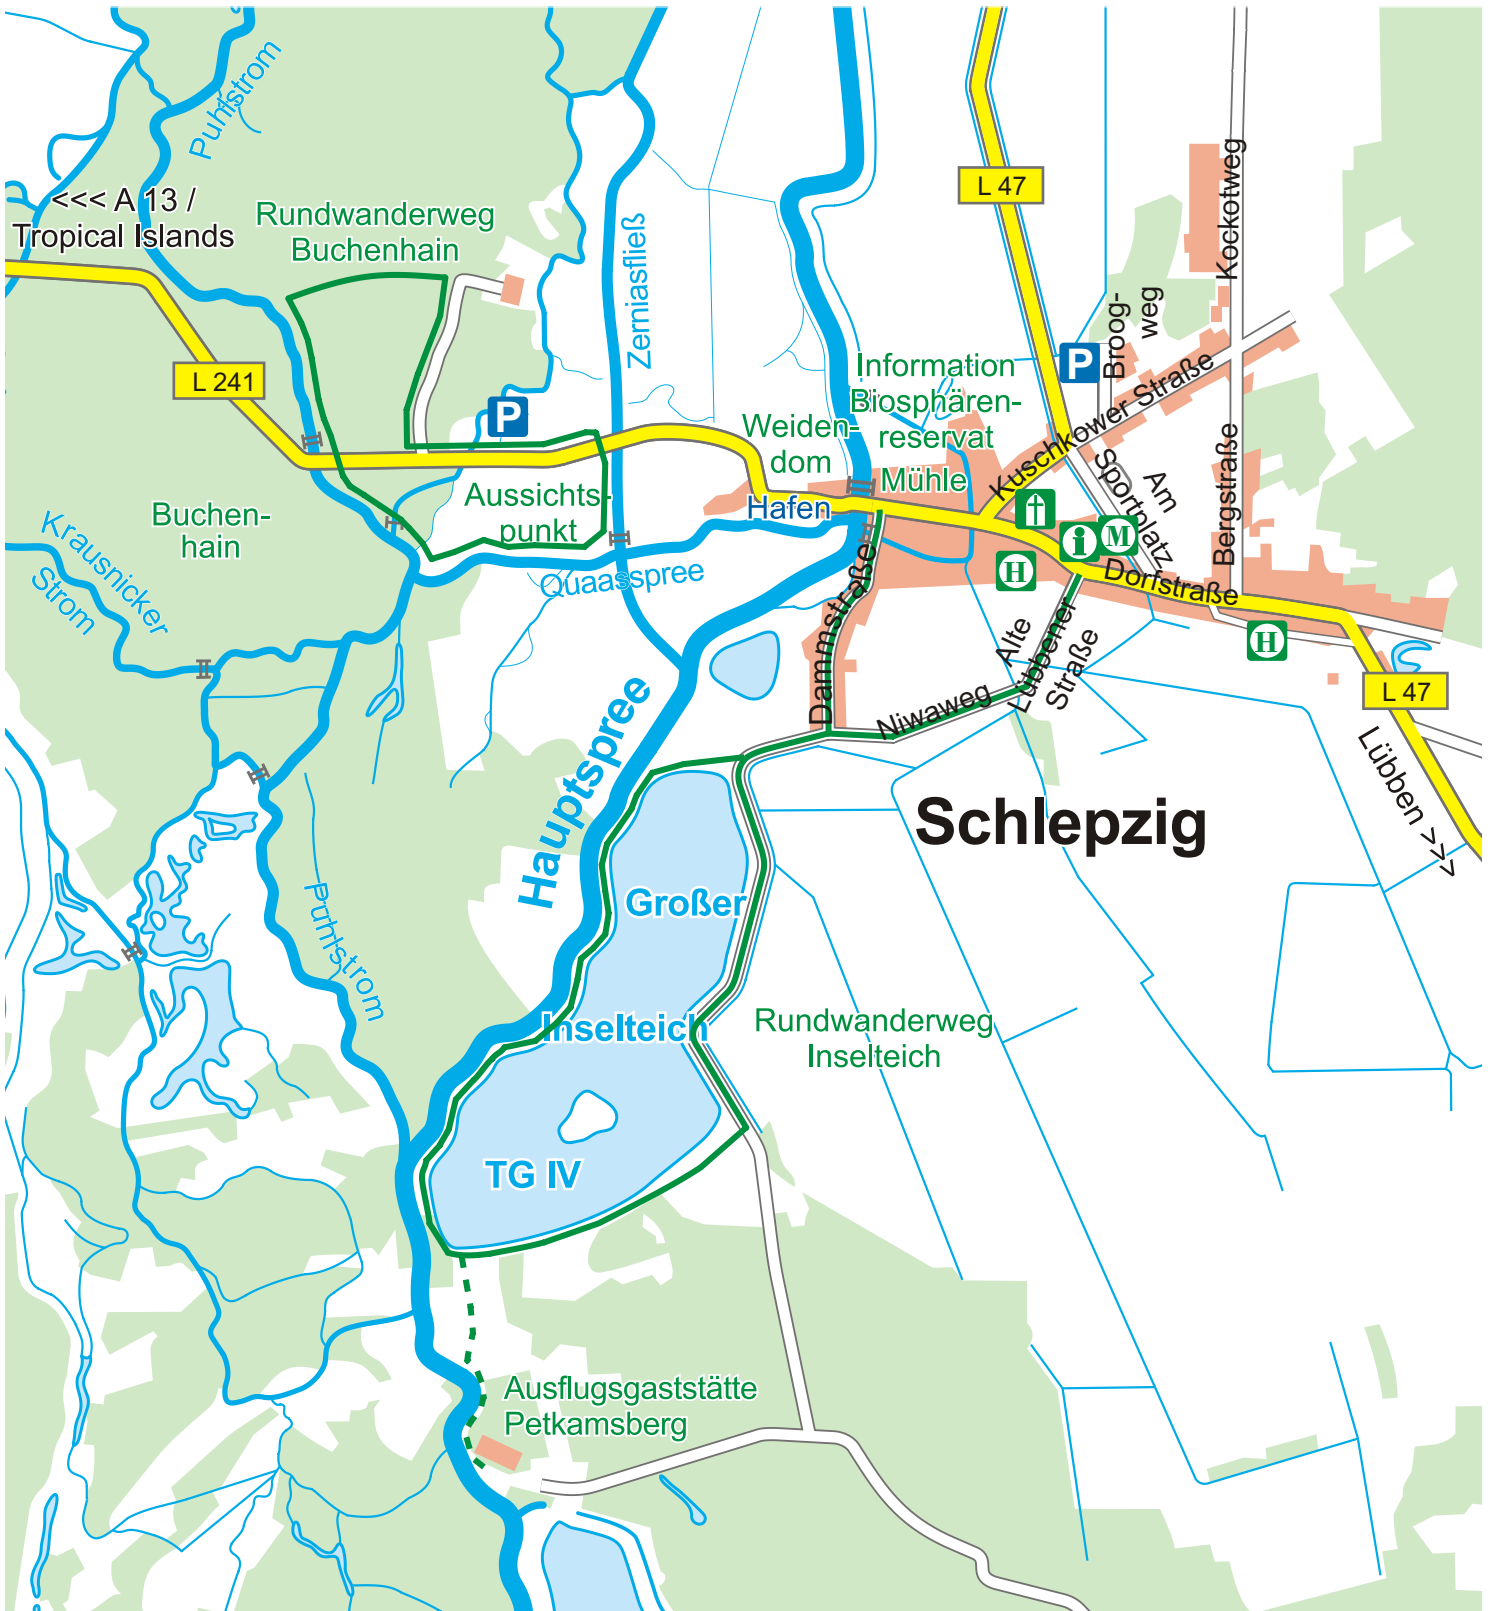 Puhlstrom
<<< A 13 /
Tropical Islands
Rundwanderweg
Buchenhain
Zerniasfließ
L 47
Kockotweg
Broog-
weg
P
Information
Biosphären-
reservat
L 241
P
Weiden-
dom
Mühle
Kuschkower Straße
Bergstraße
Am
Sportplatz
Aussichts-
punkt
Hafen
Buchen-
hain
Krausnicker
Strom
Quaasspree
i
M
H
Dorfstraße
H
Dammstraße
Alte
Lübbener
Straße
Niwaweg
L 47
Lübben >>>
Hauptspree
Schlepzig
Großer
Puhlstrom
Inselteich
Rundwanderweg
Inselteich
TG IV
Ausflugsgaststätte
Petkamsberg